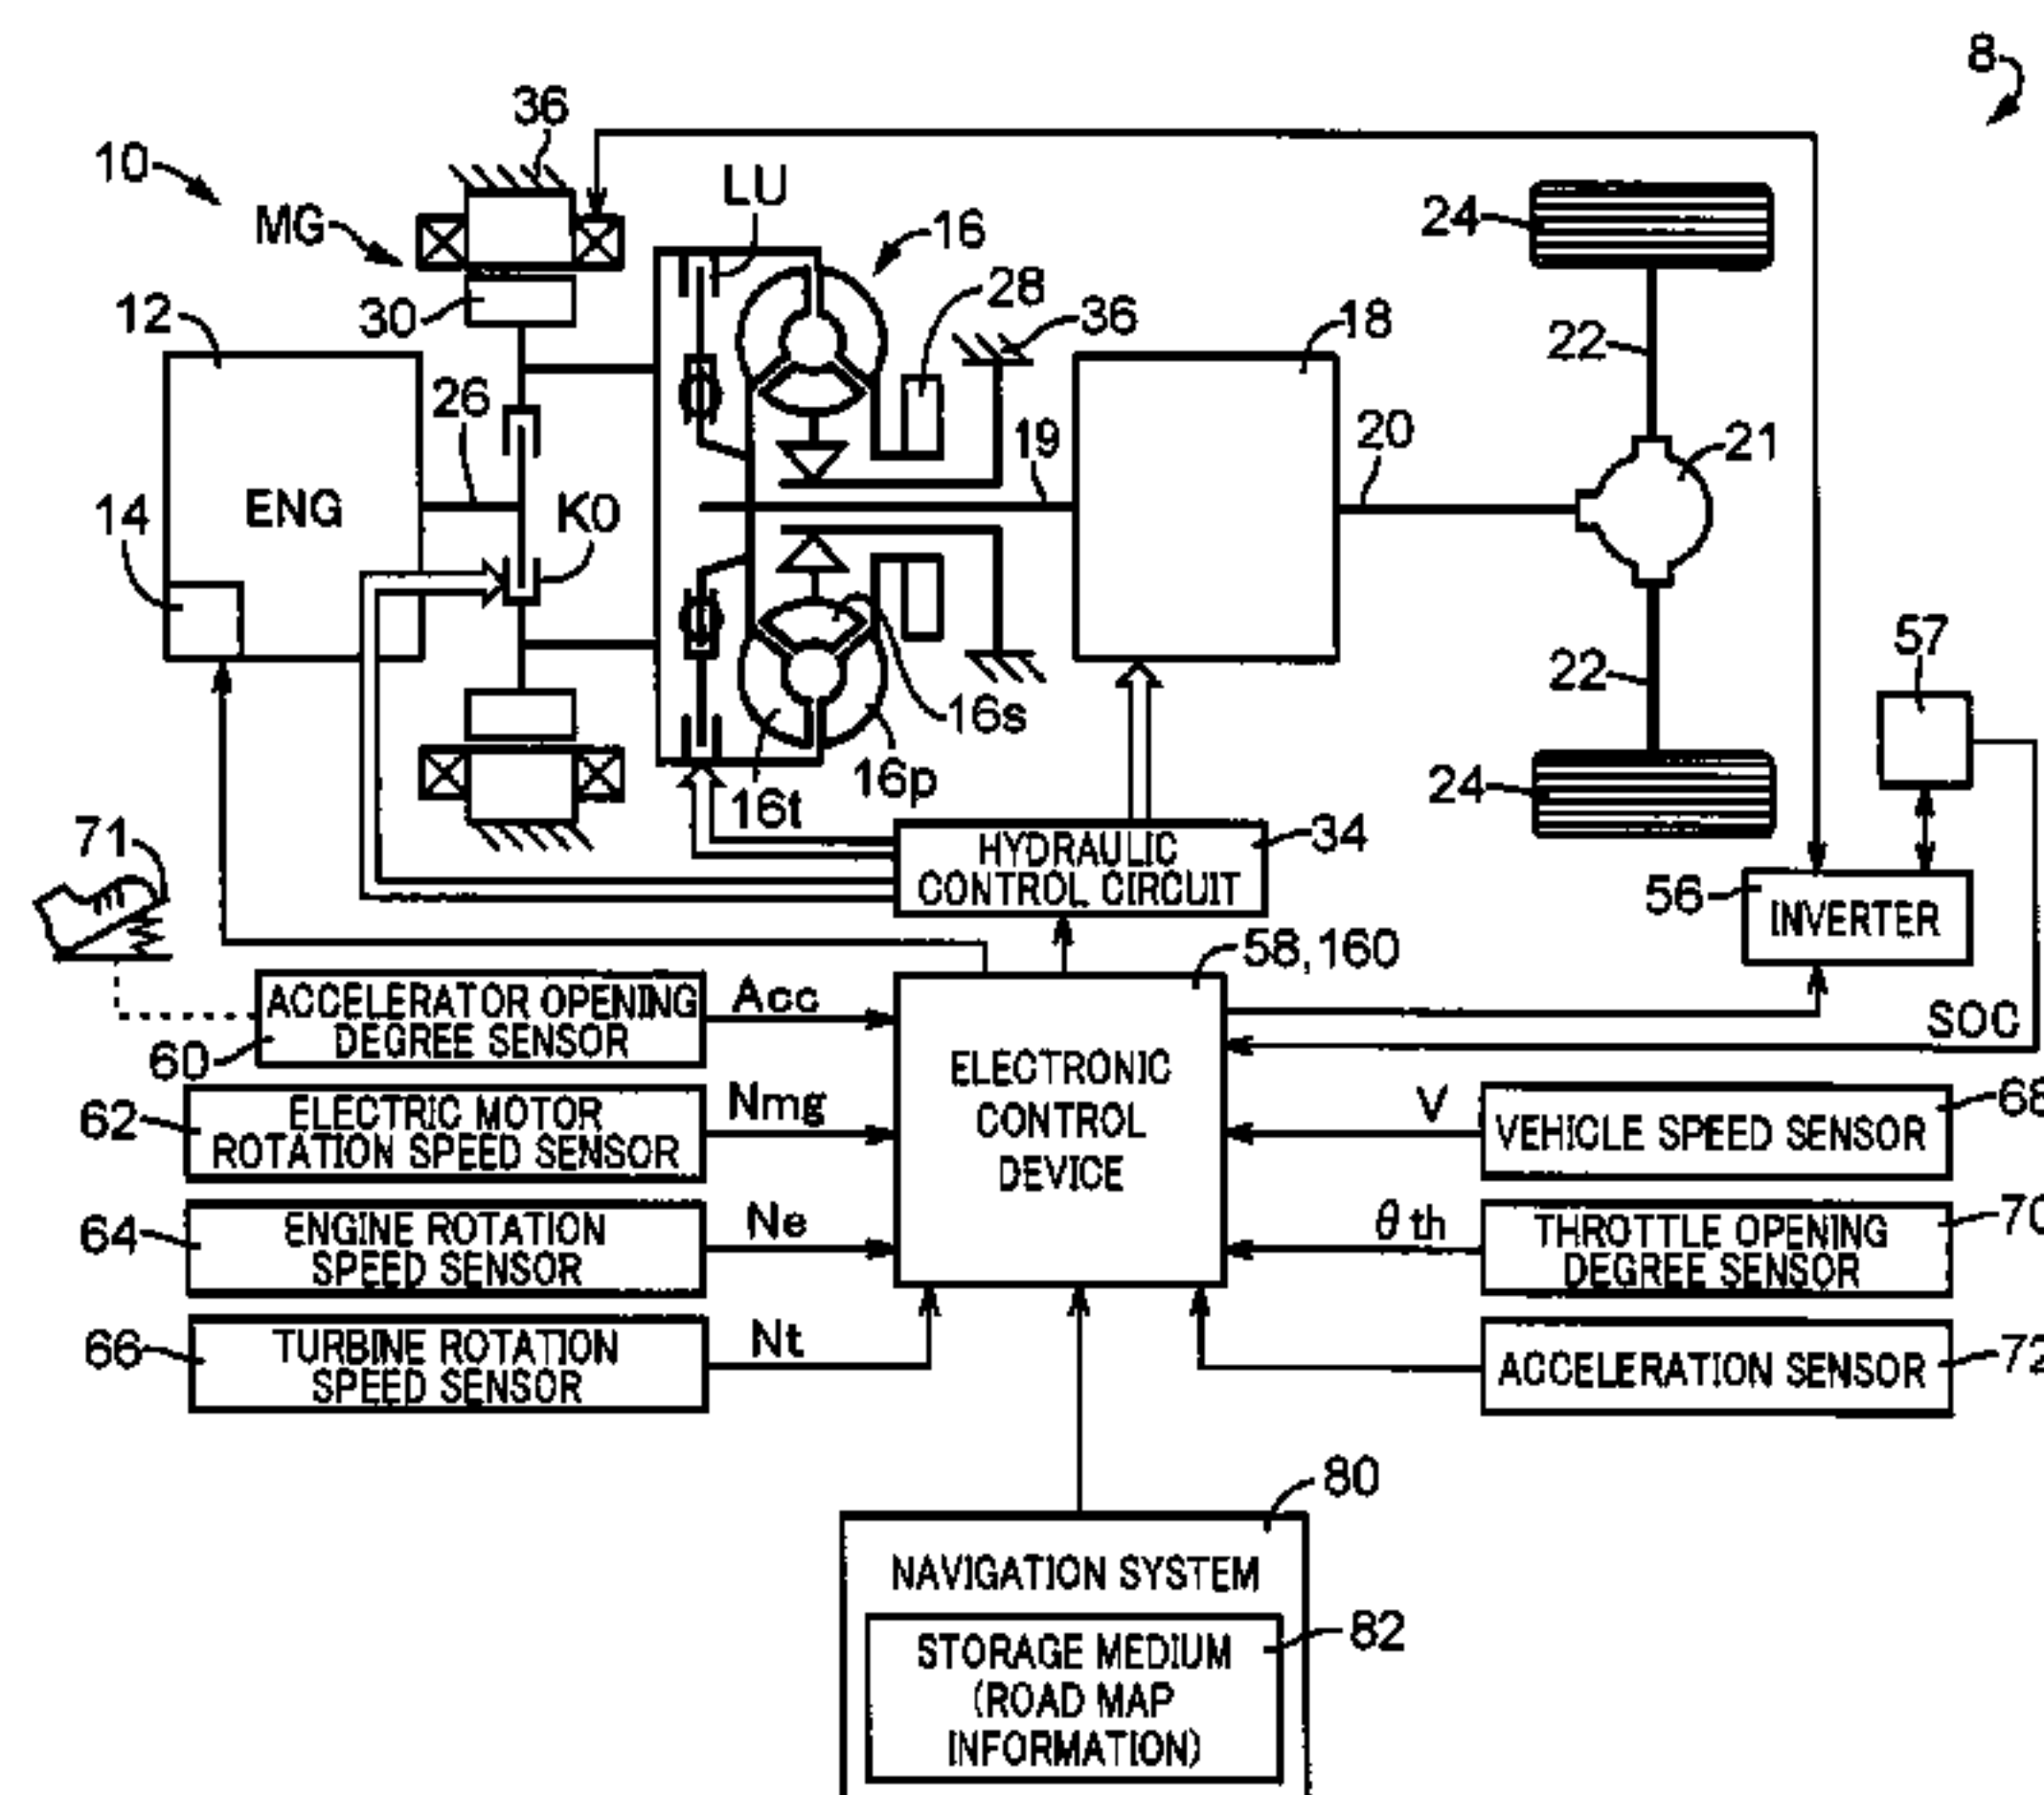 8
36
10
LU
MG
16
24
28
30
36
12
18
22
26
19
20
21
ENG
K0
14
57
22
16s
16p
24
16t
71
HYDRAULIC
CONTROL CIRCUIT
34
56
INVERTER
58,160
ACCELERATOR OPENING
DEGREE SENSOR
Acc
60
SOC
ELECTRONIC
CONTROL
DEVICE
62
ELECTRIC MOTOR
ROTATION SPEED SENSOR
Nmg
V
VEHICLE SPEED SENSOR
68
64
ENGINE ROTATION
SPEED SENSOR
Ne
θth
THROTTLE OPENING
DEGREE SENSOR
70
66
TURBINE ROTATION
SPEED SENSOR
Nt
ACCELERATION SENSOR
72
80
NAVIGATION SYSTEM
82
STORAGE MEDIUM
(ROAD MAP
INFORMATION)